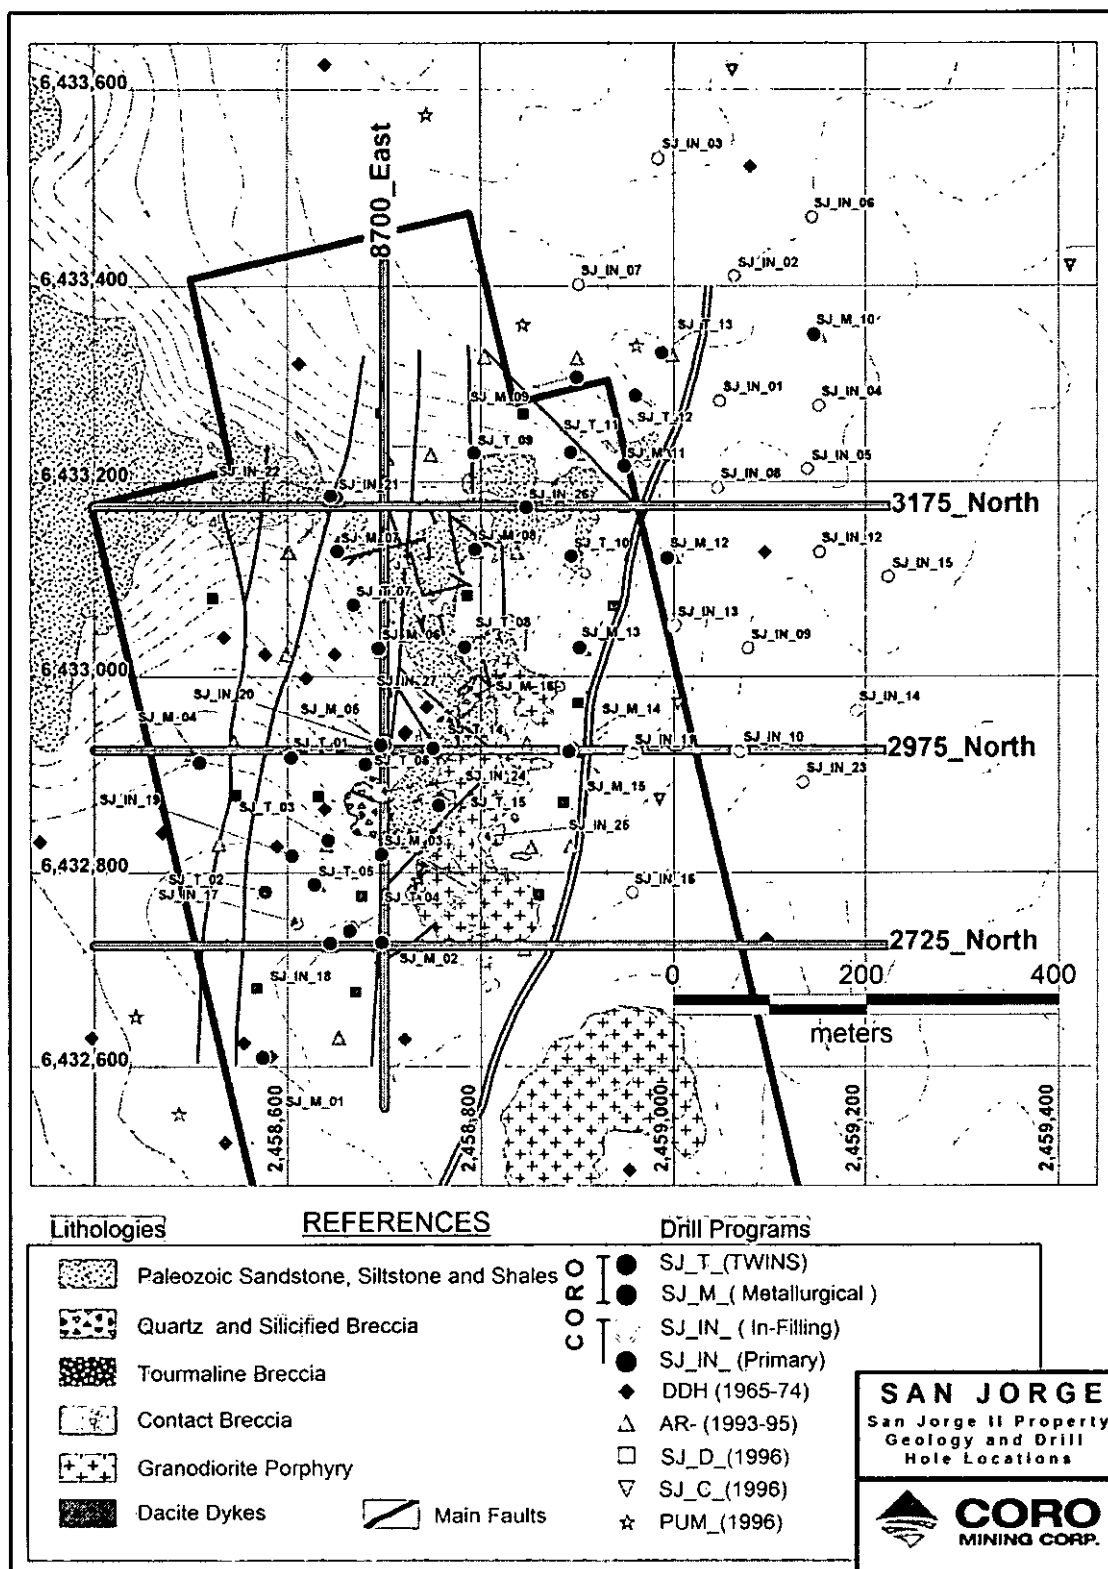 6,433,600
8700_East
SJ_IN_03
SJ_IN_06
SJ_IN_07
SJ_IN_02
6,433,400
SJ_T_13
SJ_M_10
SJ_M_09
SJ_IN_01
SJ_IN_04
SJ_T_12
SJ_T_11
SJ_T_09
SJ_M_11
SJ_IN_05
6,433,200
SJ_IN_22
SJ_IN_21
SJ_IN_26
SJ_IN_08
3175_North
SJ_M_07
SJ_M_08
SJ_T_10
SJ_M_12
SJ_IN_12
SJ_IN_15
SJ_T_07
SJ_IN_13
SJ_M_06
SJ_T_08
SJ_M_13
SJ_IN_09
6,433,000
SJ_IN_27
SJ_M_16
SJ_IN_20
SJ_IN_14
SJ_M_04
SJ_M_05
SJ_T_14
SJ_M_14
SJ_T_01
SJ_IN_11
SJ_IN_10
2975_North
SJ_T_06
SJ_IN_24
SJ_IN_23
SJ_IN_19
SJ_T_03
SJ_T_15
SJ_M_15
SJ_IN_25
SJ_M_03
6,432,800
SJ_T_02
SJ_T_05
SJ_IN_16
SJ_IN_17
SJ_T_04
2725_North
SJ_M_02
SJ_IN_18
0 200 400
meters
6,432,600
SJ_M_01
2,458,600
2,458,800
2,459,000
2,459,200
2,459,400
Lithologies
REFERENCES
Drill Programs
Paleozoic Sandstone, Siltstone and Shales
Quartz and Silicified Breccia
Tourmaline Breccia
Contact Breccia
Granodiorite Porphyry
Dacite Dykes
Main Faults
CORO
SJ_T_(TWINS)
SJ_M_( Metallurgical )
SJ_IN_ ( In-Filling)
SJ_IN_ (Primary)
DDH (1965-74)
AR- (1993-95)
SJ_D_(1996)
SJ_C_(1996)
PUM_(1996)
SAN JORGE
San Jorge II Property
Geology and Drill
Hole Locations
CORO
MINING CORP.